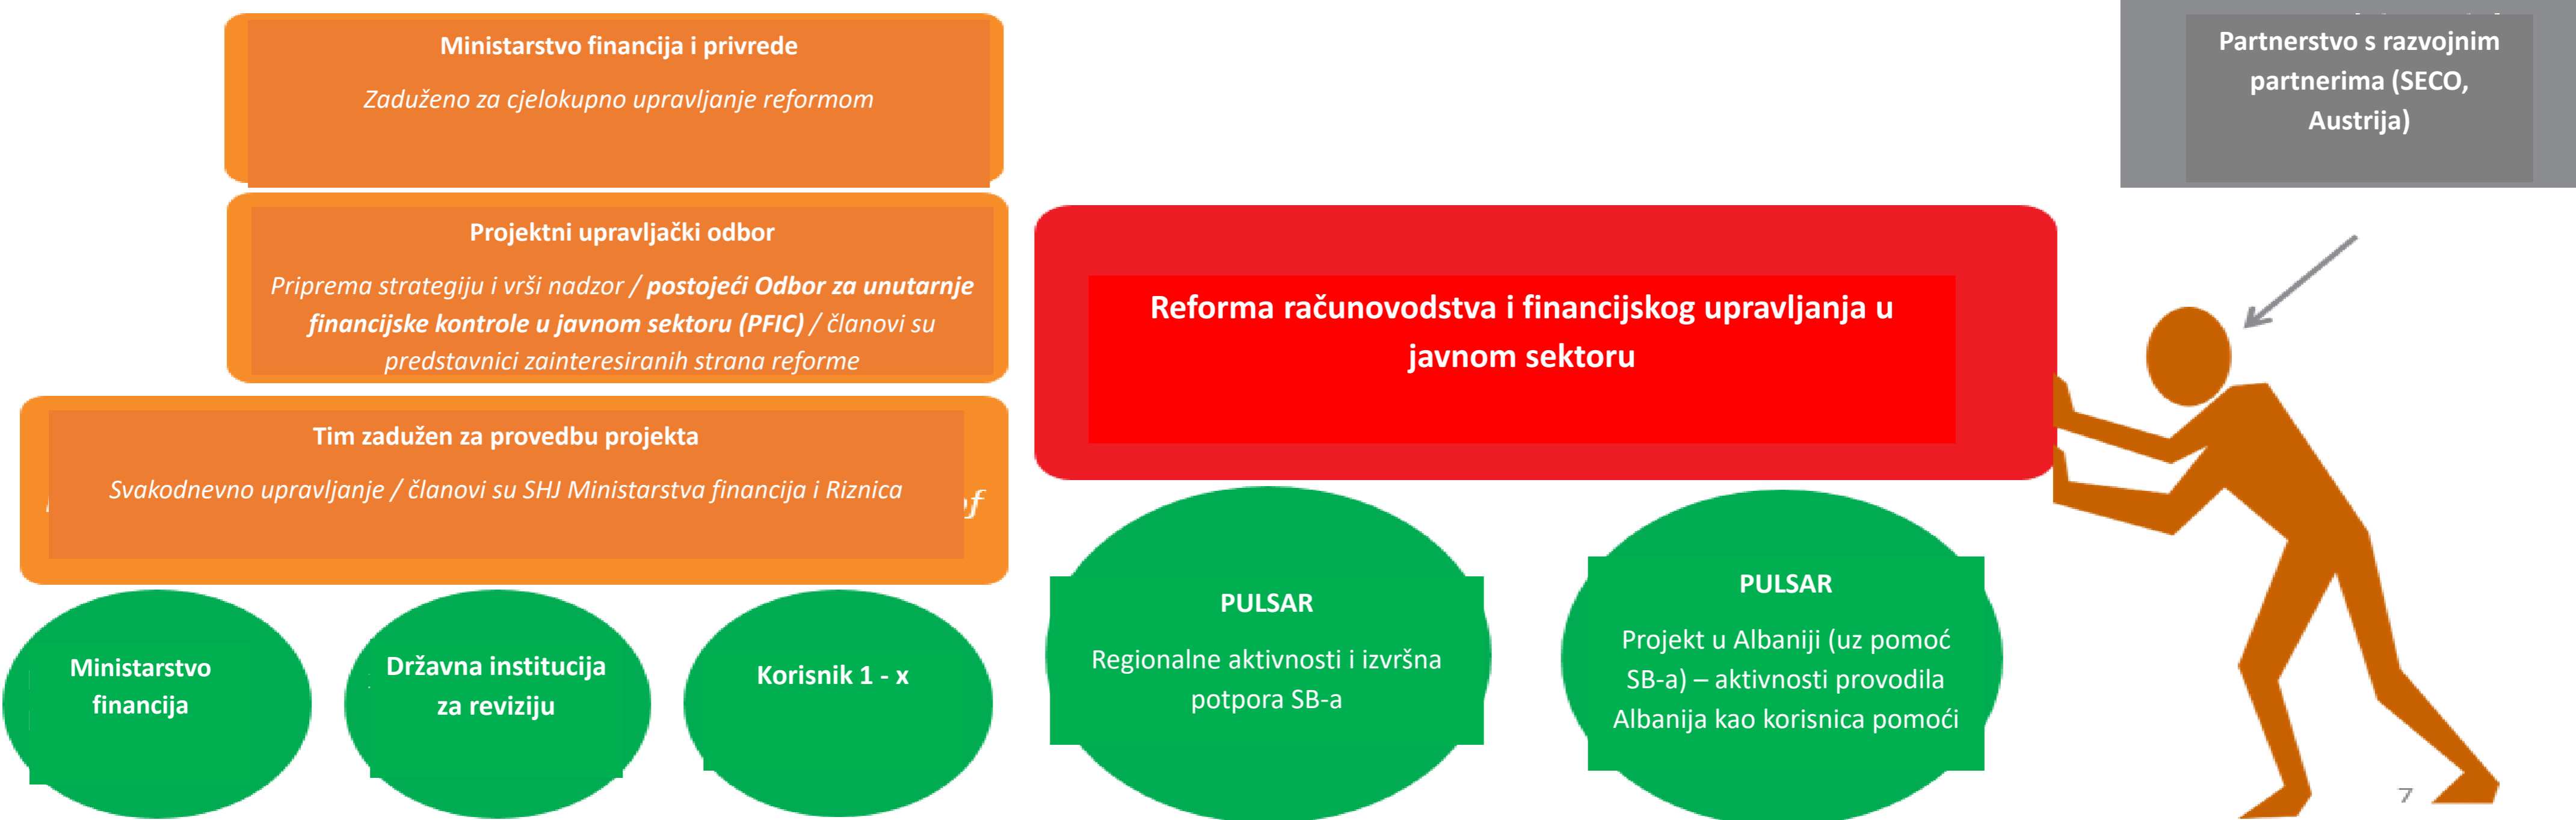 Ministarstvo financija i privrede
Zaduženo za cjelokupno upravljanje reformom
Partnerstvo s razvojnim
partnerima (SECO,
Austrija)
Projektni upravljački odbor
Priprema strategiju i vrši nadzor / postojeći Odbor za unutarnje
financijske kontrole u javnom sektoru (PFIC) / članovi su
predstavnici zainteresiranih strana reforme
Reforma računovodstva i financijskog upravljanja u
javnom sektoru
Tim zadužen za provedbu projekta
Svakodnevno upravljanje / članovi su SHJ Ministarstva financija i Riznica
of
Ministarstvo
financija
Državna institucija
za reviziju
Korisnik 1 - x
PULSAR
Regionalne aktivnosti i izvršna
potpora SB-a
PULSAR
Projekt u Albaniji (uz pomoć
SB-a) – aktivnosti provodila
Albanija kao korisnica pomoći
7